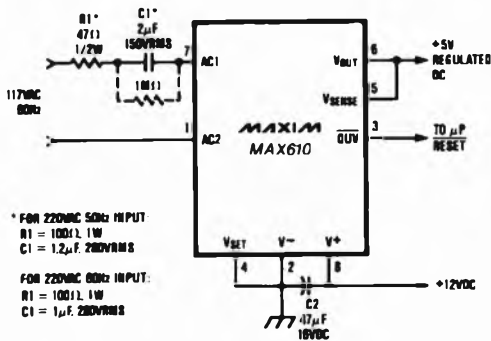 R1*
47Ω
1/2W
C1*
2µF
150VRMS
7
AC1
1MΩ
117VAC
60Hz
1
AC2
MAXIM
MAX610
VOUT
6
+5V
REGULATED
DC
VSENSE
5
OUV
3
TO µP
RESET
* FOR 220VAC 50Hz INPUT:
R1 = 100Ω, 1W
C1 = 1.2µF, 280VRMS
FOR 220VAC 60Hz INPUT:
R1 = 100Ω, 1W
C1 = 1µF, 280VRMS
VSET
V−
V+
4
2
8
C2
47µF
16VDC
+12VDC